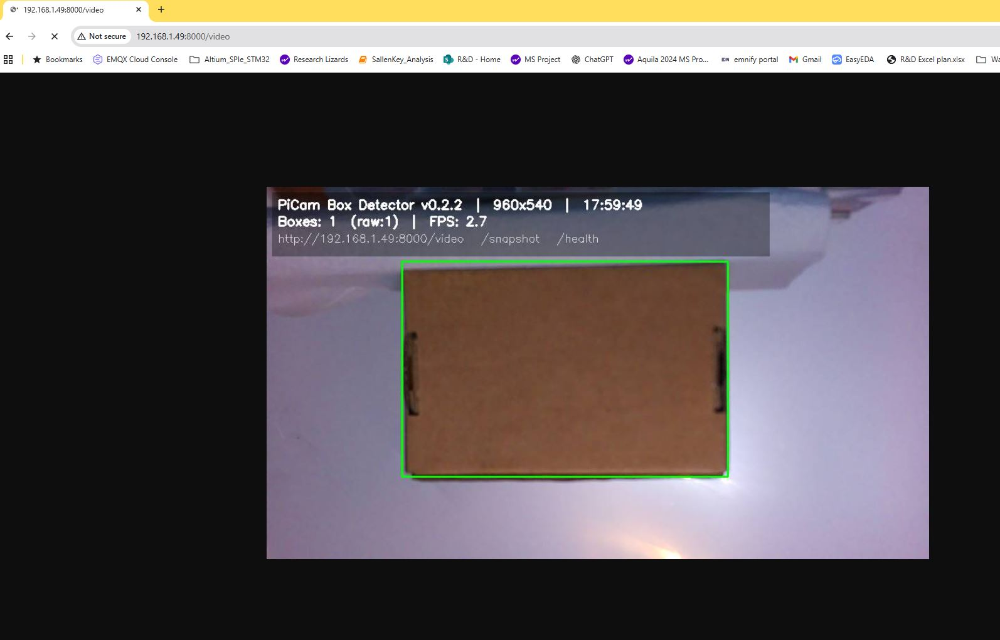 192.168.1.49:8000/video
Not secure
192.168.1.49:8000/video
Bookmarks
EMQX Cloud Console
Altium_SPIe_STM32
Research Lizards
SallenKey_Analysis
R&D - Home
MS Project
ChatGPT
Aquila 2024 MS Pro...
emnify portal
Gmail
EasyEDA
R&D Excel plan.xlsx
Wa
PiCam Box Detector v0.2.2 | 960x540 | 17:59:49
Boxes: 1 (raw:1) | FPS: 2.7
http://192.168.1.49:8000/video /snapshot /health